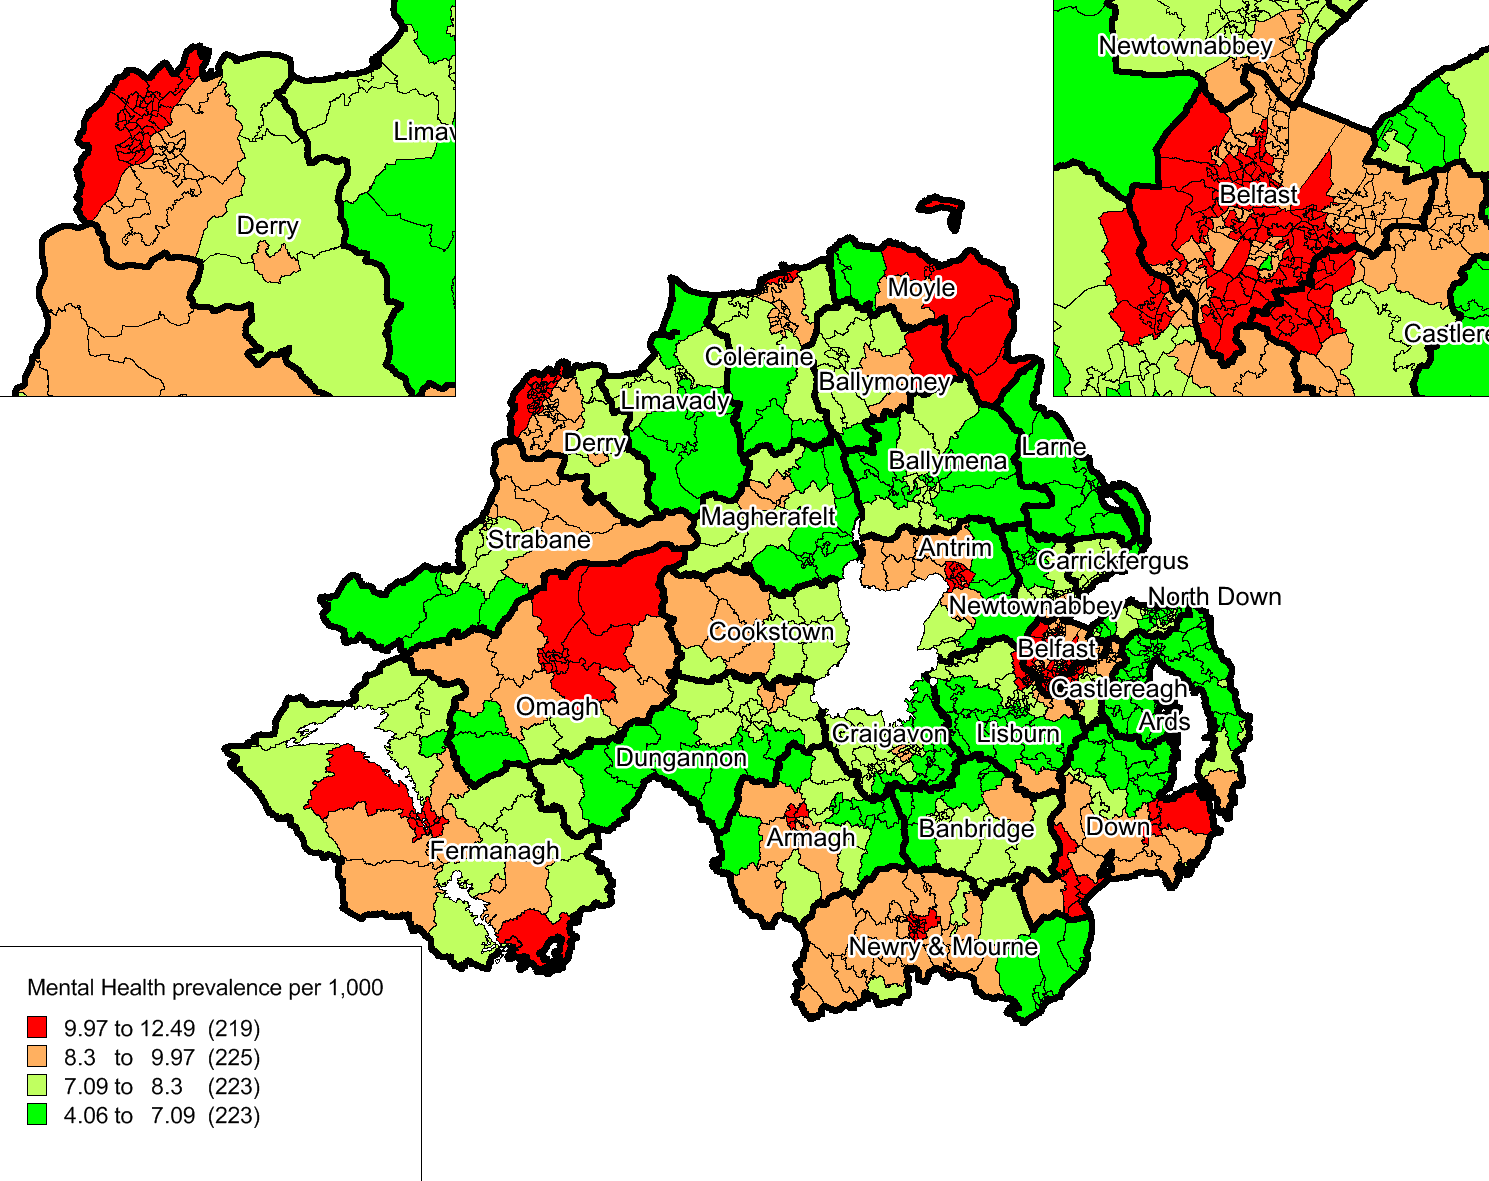 Newtownabbey
Limav
Belfast
Derry
Castlere
Moyle
Coleraine
Ballymoney
Limavady
Derry
Ballymena
Larne
Magherafelt
Strabane
Antrim
Carrickfergus
North Down
Newtownabbey
Cookstown
Belfast
Castlereagh
Omagh
Ards
Craigavon
Lisburn
Dungannon
Armagh
Banbridge
Down
Fermanagh
Newry & Mourne
Mental Health prevalence per 1,000
9.97 to 12.49 (219)
8.3 to 9.97 (225)
7.09 to 8.3 (223)
4.06 to 7.09 (223)